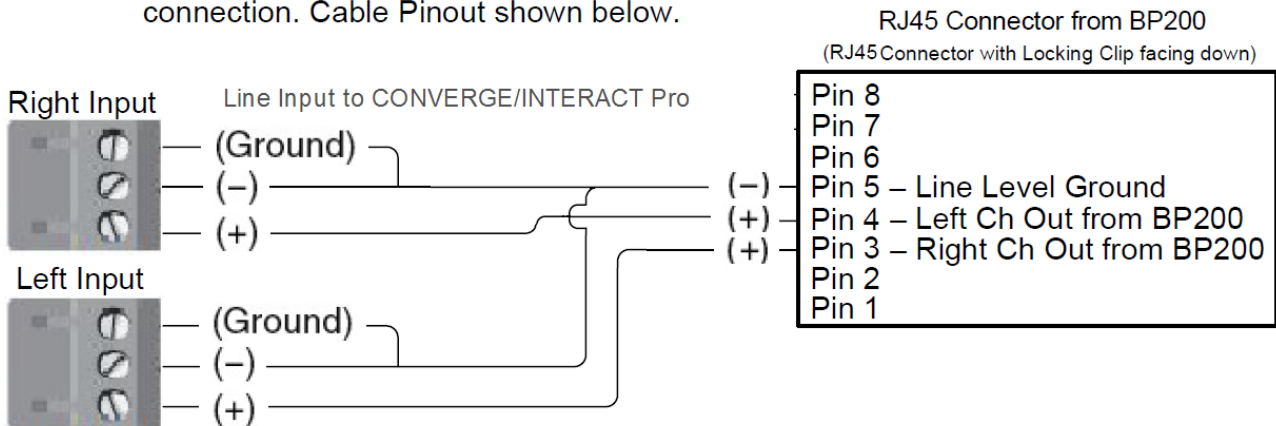 connection. Cable Pinout shown below.
RJ45 Connector from BP200
(RJ45 Connector with Locking Clip facing down)
Right Input
Line Input to CONVERGE/INTERACT Pro
(Ground)
(–)
(+)
Left Input
(Ground)
(–)
(+)
(–)
(+)
(+)
Pin 8
Pin 7
Pin 6
Pin 5 – Line Level Ground
Pin 4 – Left Ch Out from BP200
Pin 3 – Right Ch Out from BP200
Pin 2
Pin 1